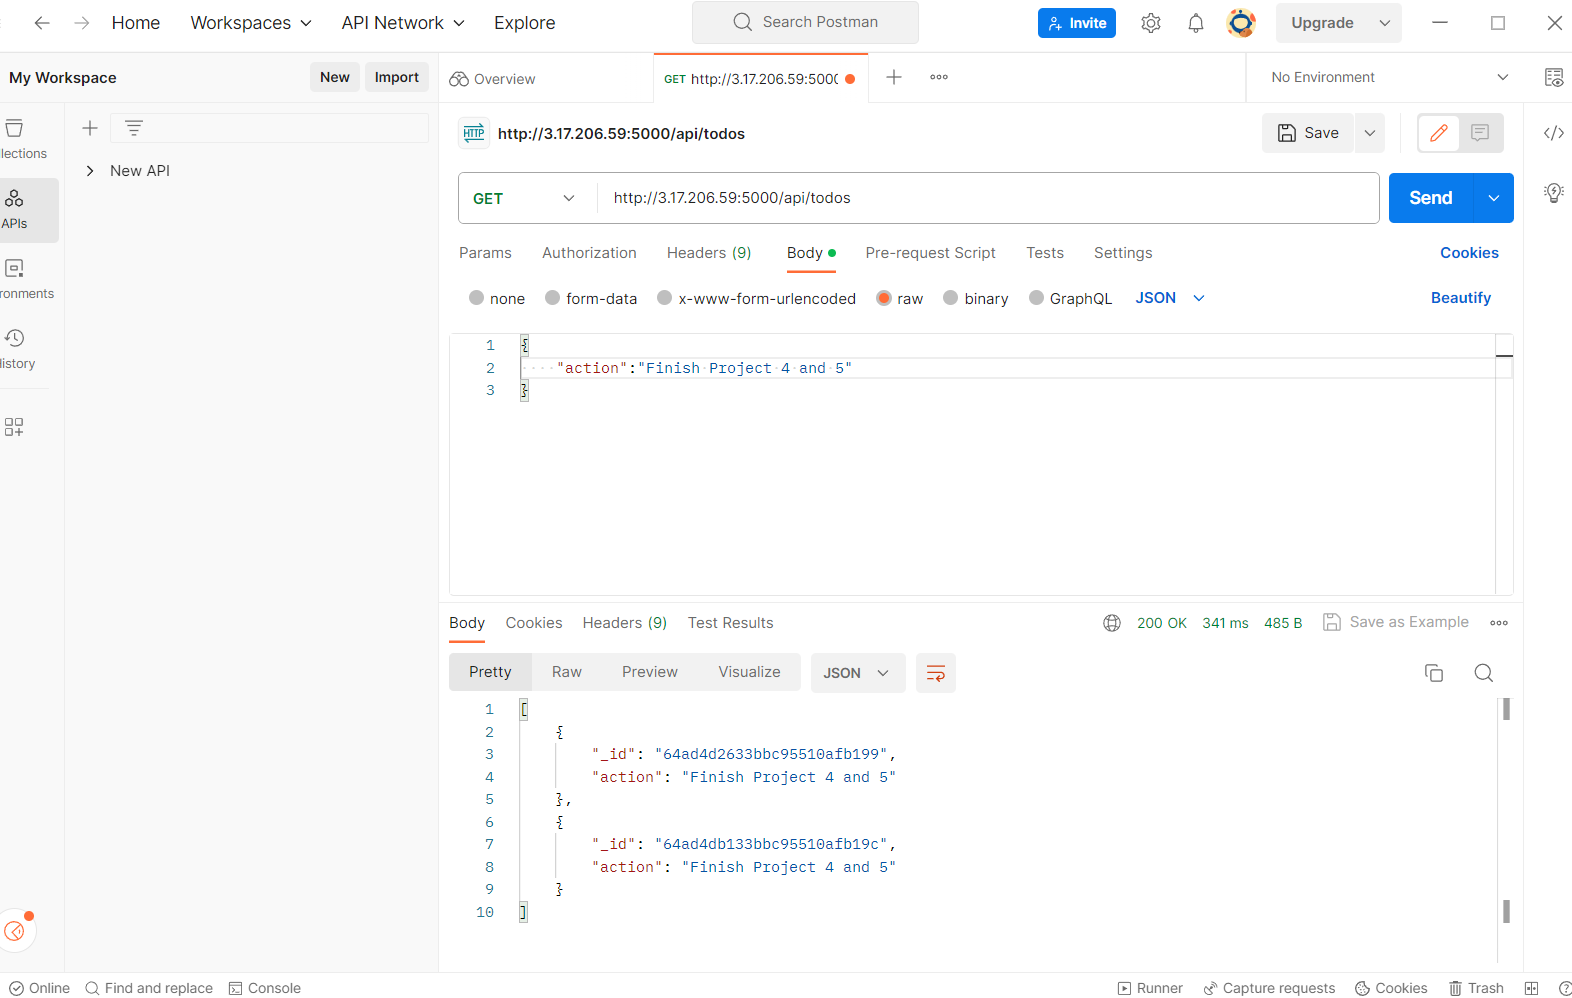 Home Workspaces API Network Explore Search Postman Invite Upgrade
My Workspace New Import Overview GET http://3.17.206.59:5000 No Environment
HTTP http://3.17.206.59:5000/api/todos Save
llections
New API
APIs
GET http://3.17.206.59:5000/api/todos Send
Params Authorization Headers (9) Body Pre-request Script Tests Settings Cookies
ronments
none form-data x-www-form-urlencoded raw binary GraphQL JSON Beautify
1 {
listory
2 "action":"Finish Project 4 and 5"
3 }
Body Cookies Headers (9) Test Results 200 OK 341 ms 485 B Save as Example
Pretty Raw Preview Visualize JSON
1 [
2 {
3 "_id": "64ad4d2633bbc95510afb199",
4 "action": "Finish Project 4 and 5"
5 },
6 {
7 "_id": "64ad4db133bbc95510afb19c",
8 "action": "Finish Project 4 and 5"
9 }
10 ]
Online Find and replace Console Runner Capture requests Cookies Trash